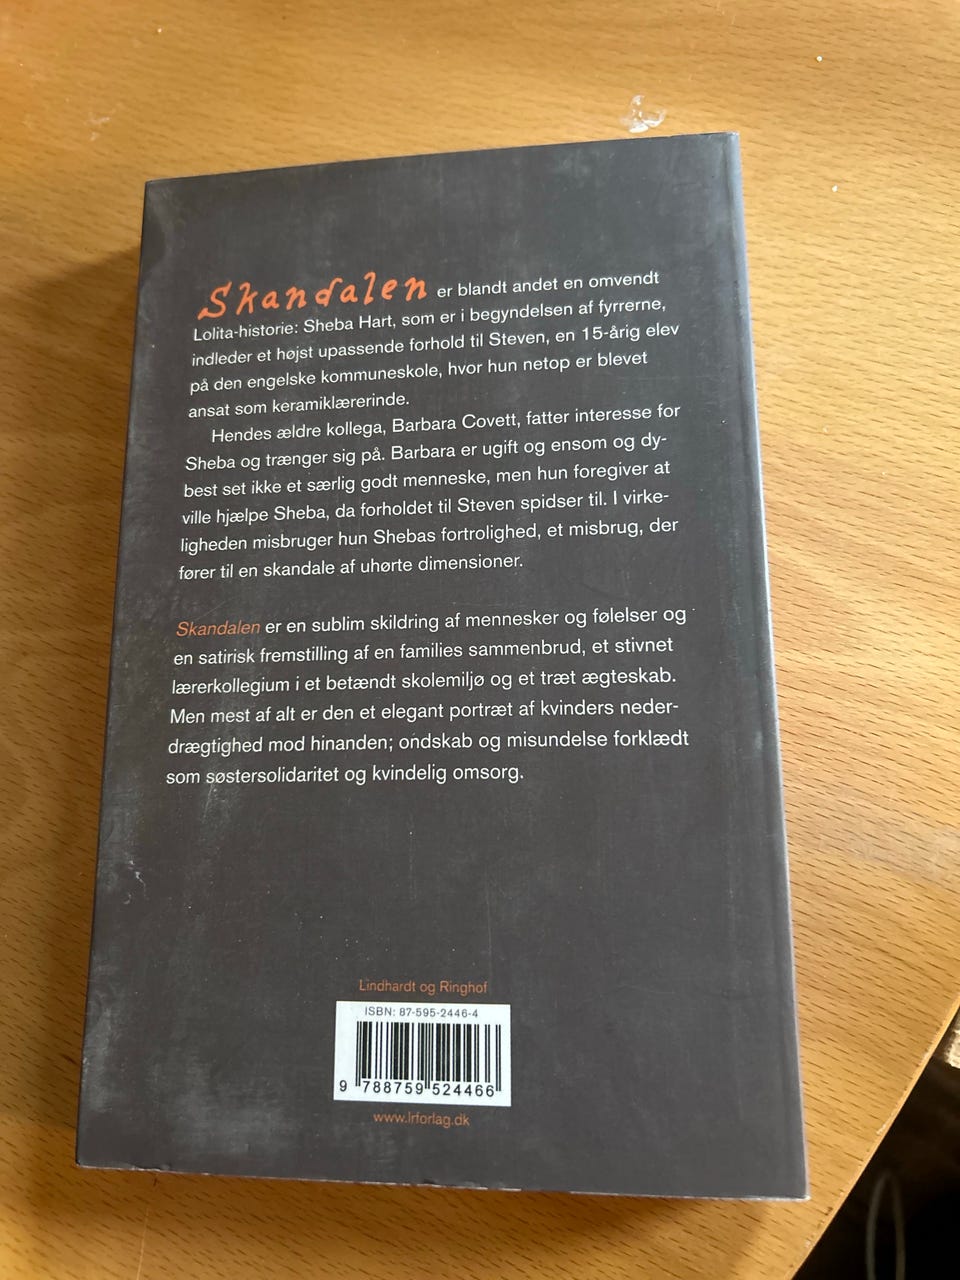 Skandalen er blandt andet en omvendt
Lolita-historie: Sheba Hart, som er i begyndelsen af fyrrerne,
indleder et højst upassende forhold til Steven, en 15-årig elev
på den engelske kommuneskole, hvor hun netop er blevet
ansat som keramiklærerinde.
Hendes ældre kollega, Barbara Covett, fatter interesse for
Sheba og trænger sig på. Barbara er ugift og ensom og dy-
best set ikke et særlig godt menneske, men hun foregiver at
ville hjælpe Sheba, da forholdet til Steven spidser til. I virke-
ligheden misbruger hun Shebas fortrolighed, et misbrug, der
fører til en skandale af uhørte dimensioner.
Skandalen er en sublim skildring af mennesker og følelser og
en satirisk fremstilling af en families sammenbrud, et stivnet
lærerkollegium i et betændt skolemiljø og et træt ægteskab.
Men mest af alt er den et elegant portræt af kvinders neder-
drægtighed mod hinanden; ondskab og misundelse forklædt
som søstersolidaritet og kvindelig omsorg.
Lindhardt og Ringhof
ISBN: 87-595-2446-4
9 788759 524466
www.lrforlag.dk